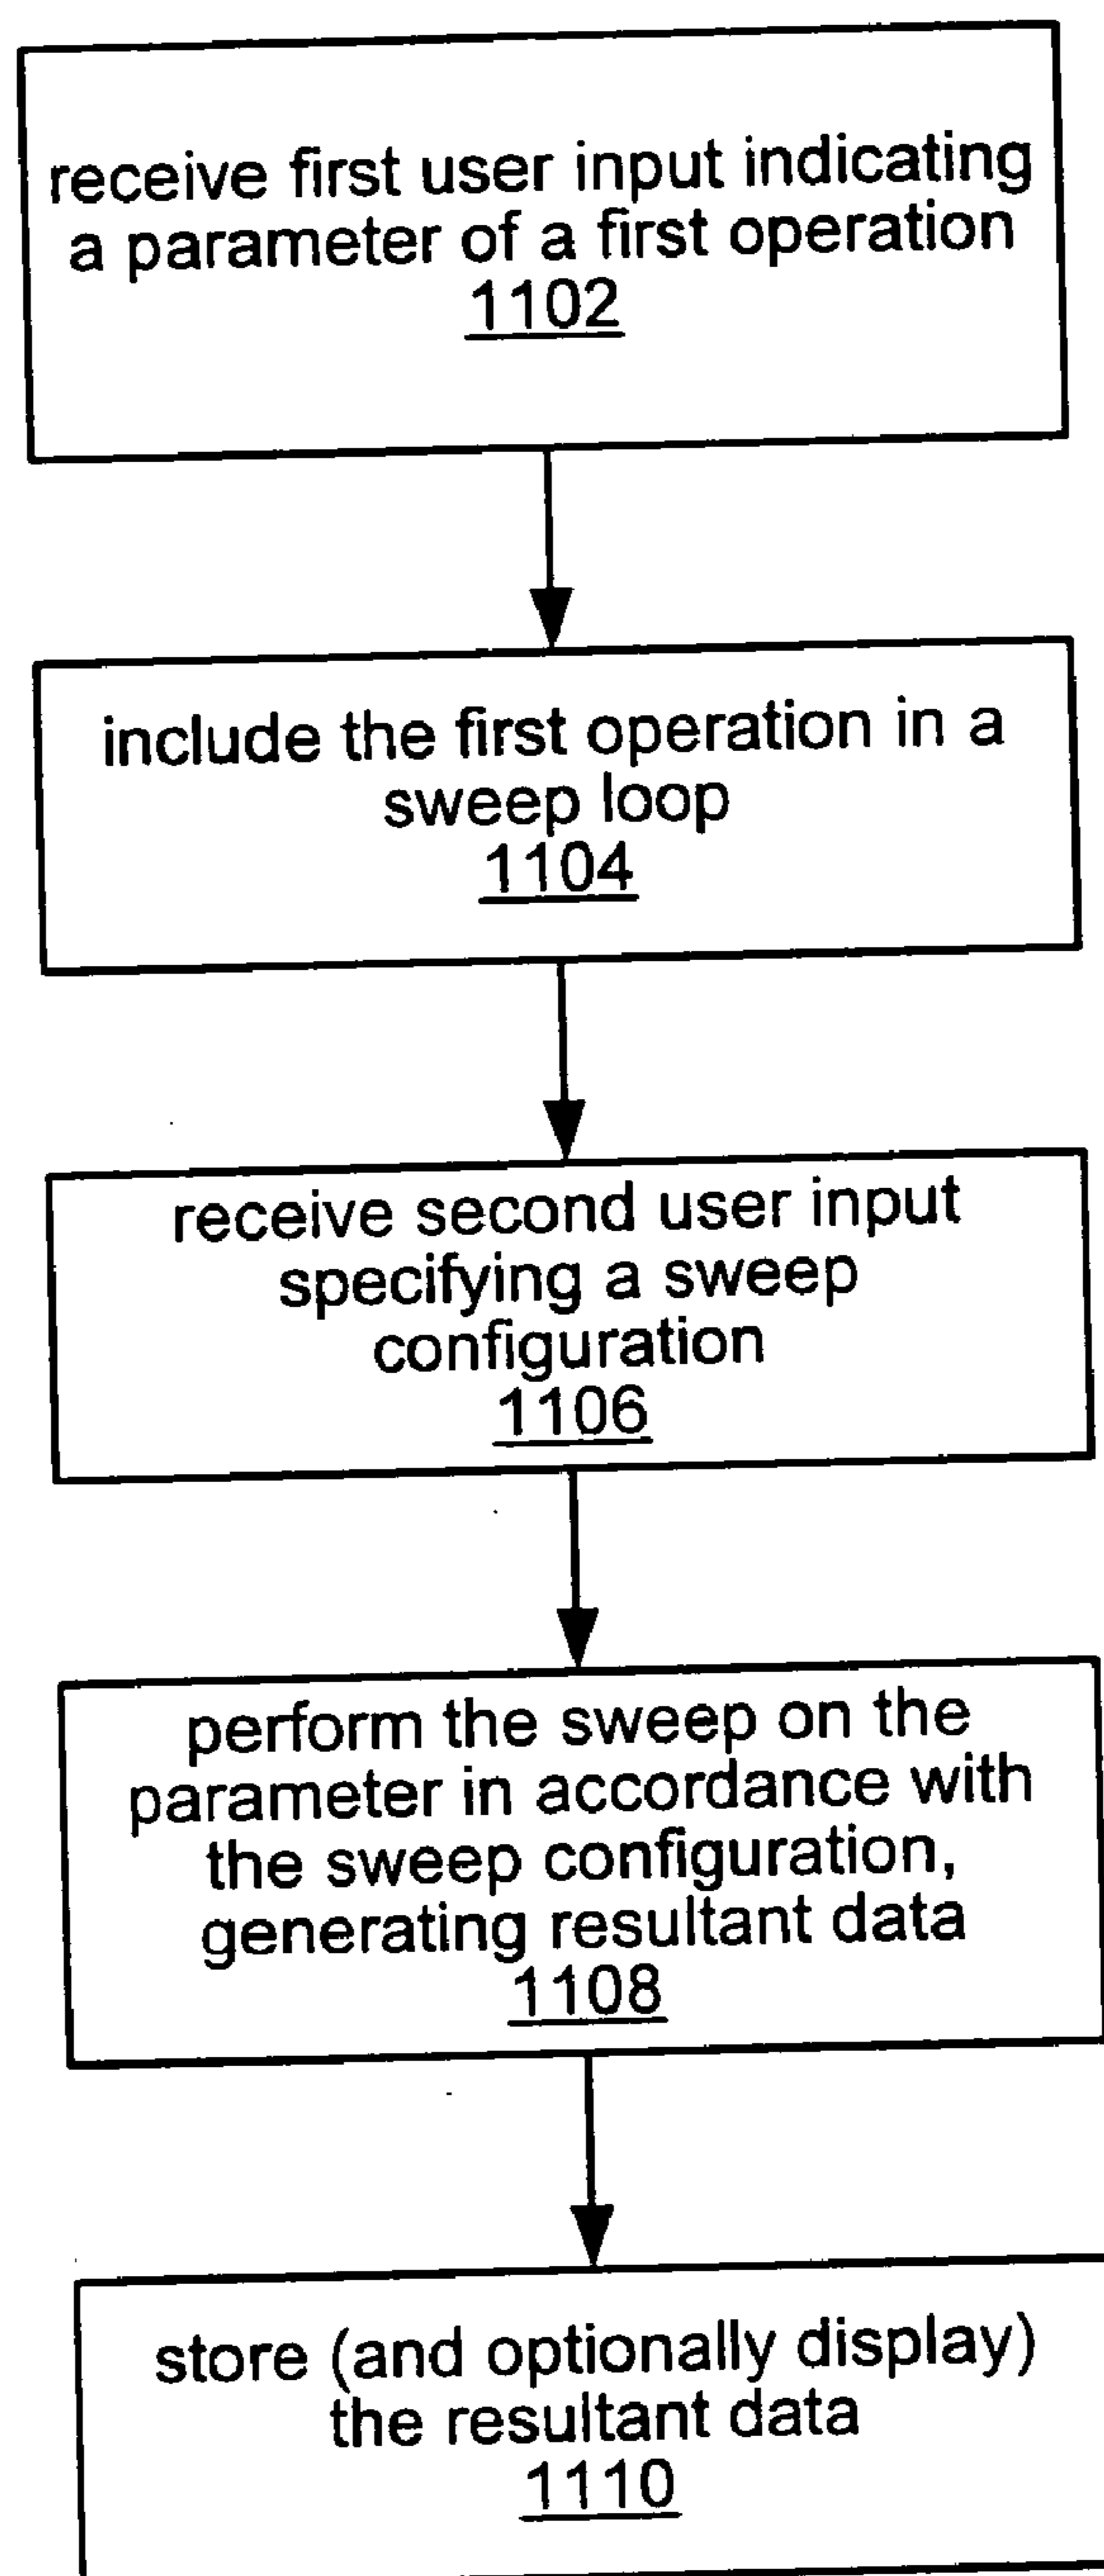 receive first user input indicating
a parameter of a first operation
1102
include the first operation in a
sweep loop
1104
receive second user input
specifying a sweep
configuration
1106
perform the sweep on the
parameter in accordance with
the sweep configuration,
generating resultant data
1108
store (and optionally display)
the resultant data
1110